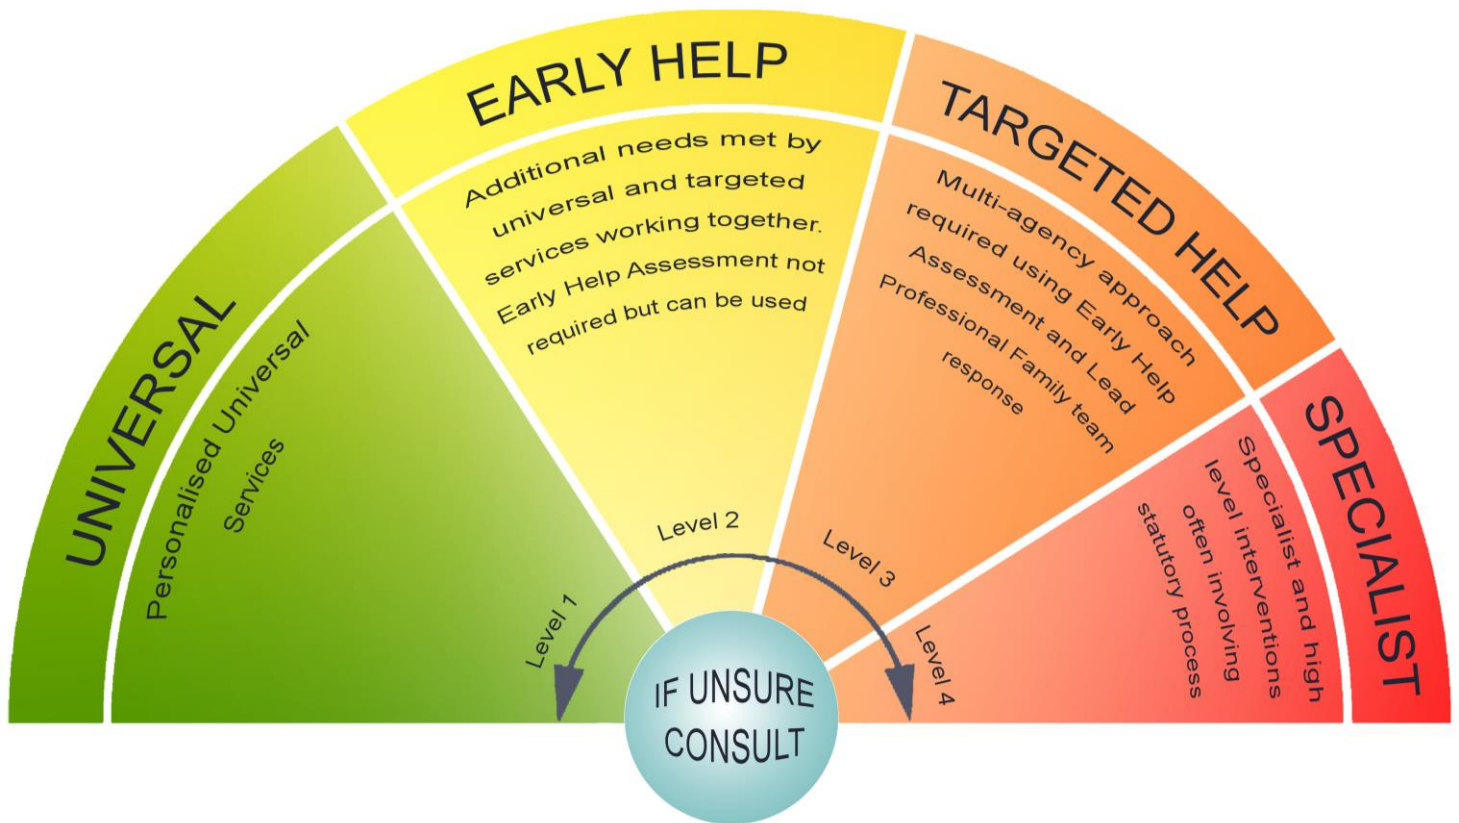 UNIVERSAL
Personalised Universal
Services
Level 1
EARLY HELP
Additional needs met by
universal and targeted
services working together.
Early Help Assessment not
required but can be used
Level 2
TARGETED HELP
Multi-agency approach
required using Early Help
Assessment and Lead
Professional Family team
response
Level 3
SPECIALIST
Specialist and high
level interventions
often involving
statutory process
Level 4
IF UNSURE
CONSULT